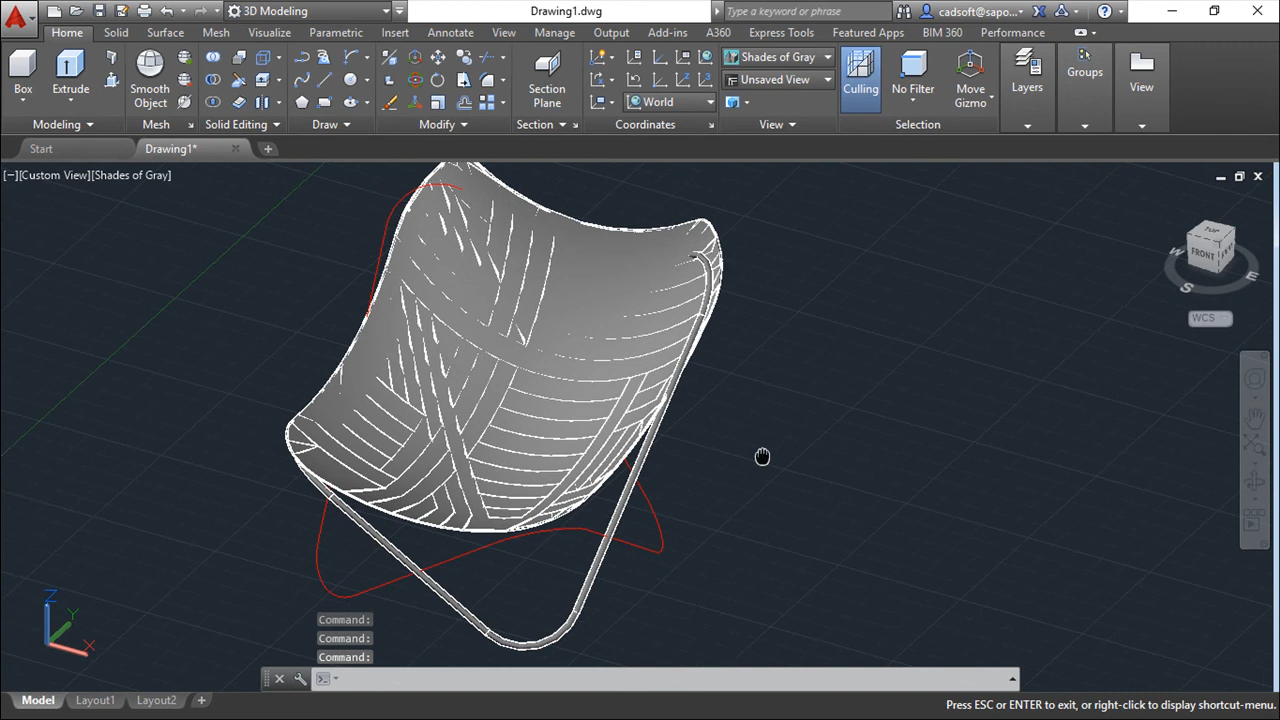 3D Modeling
Drawing1.dwg
Type a keyword or phrase
cadsoft@sapo...
Home Solid Surface Mesh Visualize Parametric Insert Annotate View Manage Output Add-ins A360 Express Tools Featured Apps BIM 360 Performance
Box
Extrude
Smooth
Object
Section
Plane
World
Shades of Gray
Unsaved View
Culling
No Filter
Move
Gizmo
Layers
Groups
View
Modeling Mesh Solid Editing Draw Modify Section Coordinates View Selection
Start
Drawing1*
[−][Custom View][Shades of Gray]
TOP
FRONT
W
S
E
WCS
Z
Y
X
Command:
Command:
Command:
Model Layout1 Layout2
Press ESC or ENTER to exit, or right-click to display shortcut-menu.